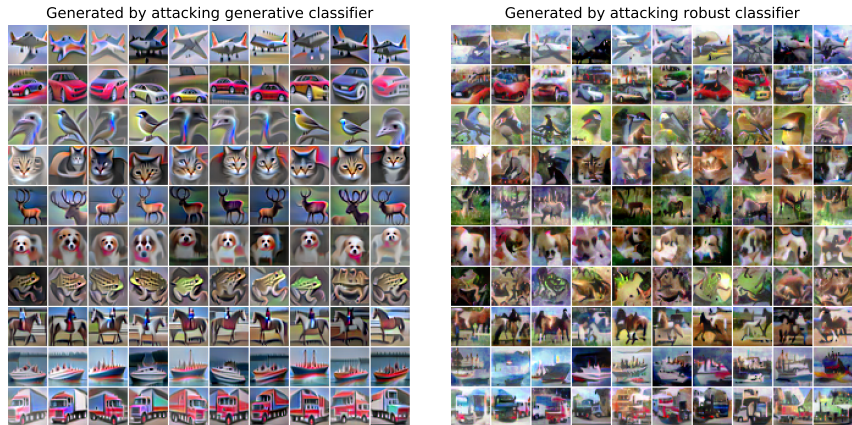 Generated by attacking generative classifier
Generated by attacking robust classifier